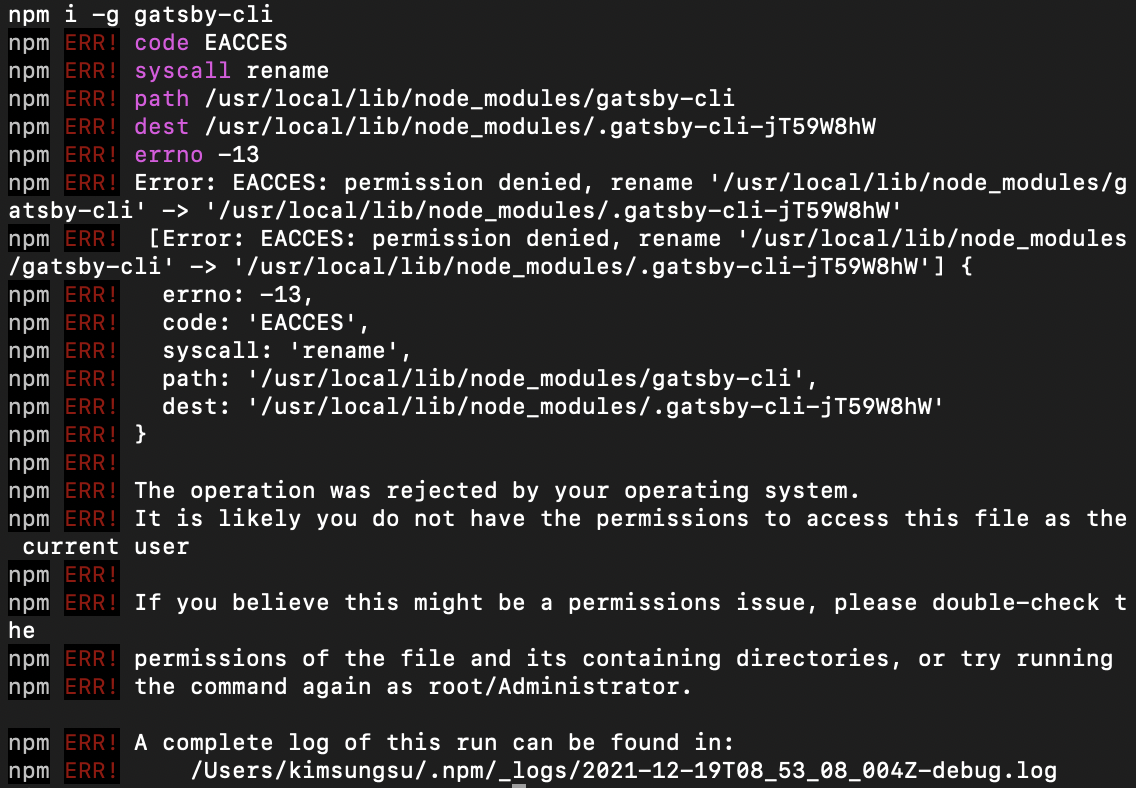 npm i -g gatsby-cli
npm ERR! code EACCES
npm ERR! syscall rename
npm ERR! path /usr/local/lib/node_modules/gatsby-cli
npm ERR! dest /usr/local/lib/node_modules/.gatsby-cli-jT59W8hW
npm ERR! errno -13
npm ERR! Error: EACCES: permission denied, rename '/usr/local/lib/node_modules/g
atsby-cli' -> '/usr/local/lib/node_modules/.gatsby-cli-jT59W8hW'
npm ERR!  [Error: EACCES: permission denied, rename '/usr/local/lib/node_modules
/gatsby-cli' -> '/usr/local/lib/node_modules/.gatsby-cli-jT59W8hW'] {
npm ERR!   errno: -13,
npm ERR!   code: 'EACCES',
npm ERR!   syscall: 'rename',
npm ERR!   path: '/usr/local/lib/node_modules/gatsby-cli',
npm ERR!   dest: '/usr/local/lib/node_modules/.gatsby-cli-jT59W8hW'
npm ERR! }
npm ERR!
npm ERR! The operation was rejected by your operating system.
npm ERR! It is likely you do not have the permissions to access this file as the
 current user
npm ERR!
npm ERR! If you believe this might be a permissions issue, please double-check t
he
npm ERR! permissions of the file and its containing directories, or try running
npm ERR! the command again as root/Administrator.

npm ERR! A complete log of this run can be found in:
npm ERR!     /Users/kimsungsu/.npm/_logs/2021-12-19T08_53_08_004Z-debug.log